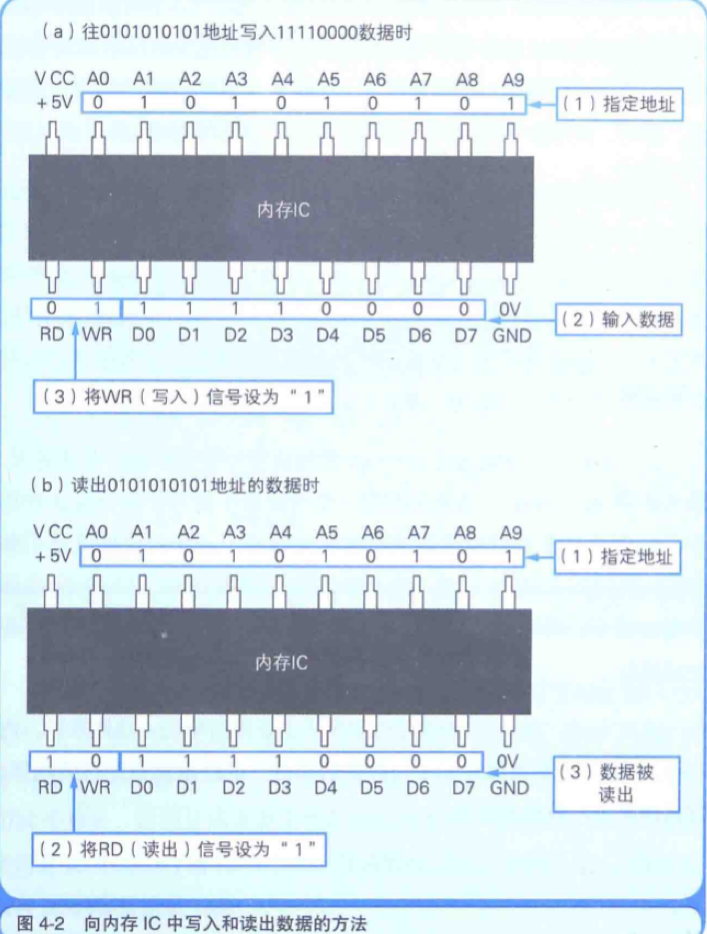 (a)往0101010101地址写入11110000数据时
VCC A0 A1 A2 A3 A4 A5 A6 A7 A8 A9
+5V 0 1 0 1 0 1 0 1 0 1
(1)指定地址
内存IC
0 1 1 1 1 1 0 0 0 0 0V
(2)输入数据
RD WR D0 D1 D2 D3 D4 D5 D6 D7 GND
(3)将WR(写入)信号设为“1”
(b)读出0101010101地址的数据时
VCC A0 A1 A2 A3 A4 A5 A6 A7 A8 A9
+5V 0 1 0 1 0 1 0 1 0 1
(1)指定地址
内存IC
1 0 1 1 1 1 0 0 0 0 0V
(3)数据被
读出
RD WR D0 D1 D2 D3 D4 D5 D6 D7 GND
(2)将RD(读出)信号设为“1”
图 4-2 向内存 IC 中写入和读出数据的方法